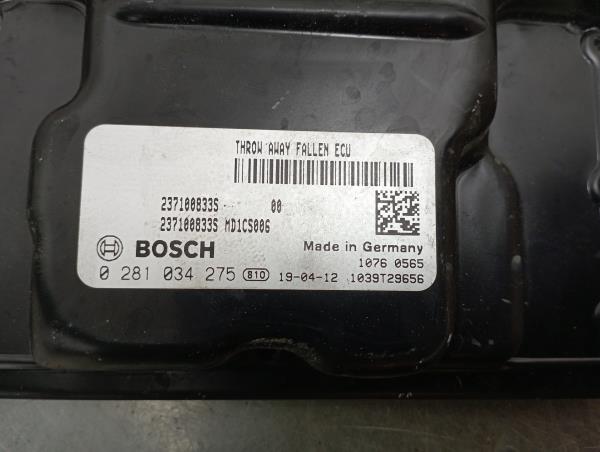 THROW AWAY FALLEN ECU
237100833S 00
237100833S MD1CS006
BOSCH Made in Germany
1076 0565
0 281 034 275 B10 19-04-12 1039T29656